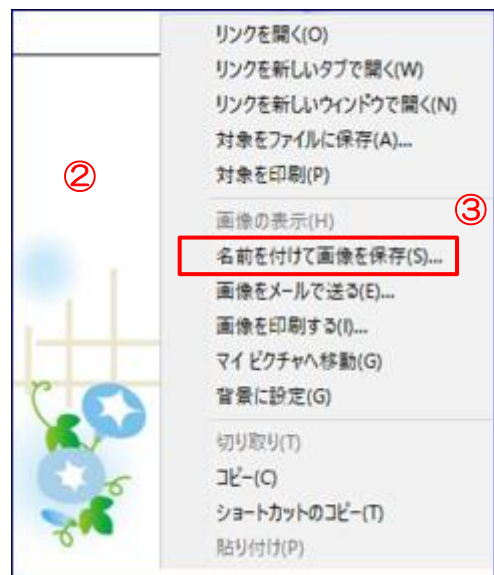 リンクを開く(O)
リンクを新しいタブで開く(W)
リンクを新しいウィンドウで開く(N)
対象をファイルに保存(A)...
②
対象を印刷(P)
画像の表示(H)
③
名前を付けて画像を保存(S)...
画像をメールで送る(E)...
画像を印刷する(I)...
マイ ピクチャへ移動(G)
背景に設定(G)
切り取り(T)
コピー(C)
ショートカットのコピー(T)
貼り付け(P)